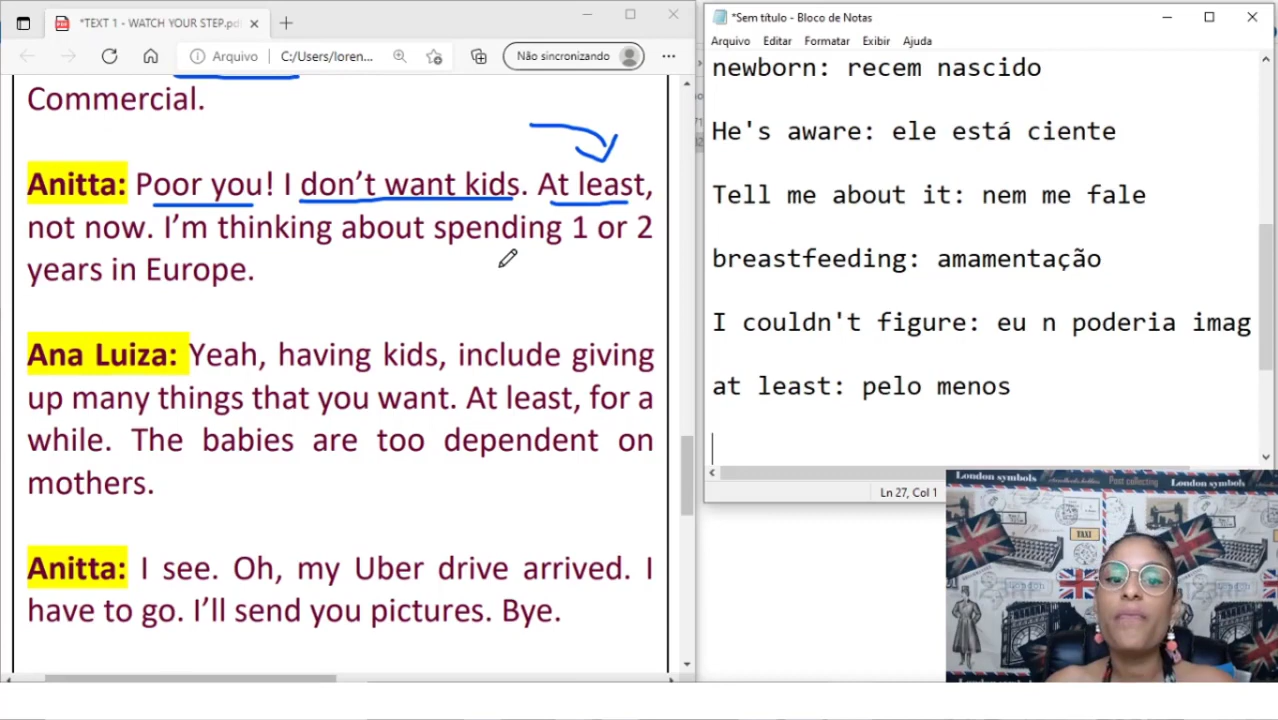 *TEXT 1 - WATCH YOUR STEP.pd
Arquivo
C:/Users/loren...
Não sincronizando
Commercial.
Anitta: Poor you! I don't want kids. At least,
not now. I'm thinking about spending 1 or 2
years in Europe.
Ana Luiza: Yeah, having kids, include giving
up many things that you want. At least, for a
while. The babies are too dependent on
mothers.
Anitta: I see. Oh, my Uber drive arrived. I
have to go. I'll send you pictures. Bye.
*Sem título - Bloco de Notas
Arquivo Editar Formatar Exibir Ajuda
newborn: recem nascido
He's aware: ele está ciente
Tell me about it: nem me fale
breastfeeding: amamentação
I couldn't figure: eu n poderia imag
at least: pelo menos
Ln 27, Col 1
London symbols
Post collecting
London symbols
TAXI